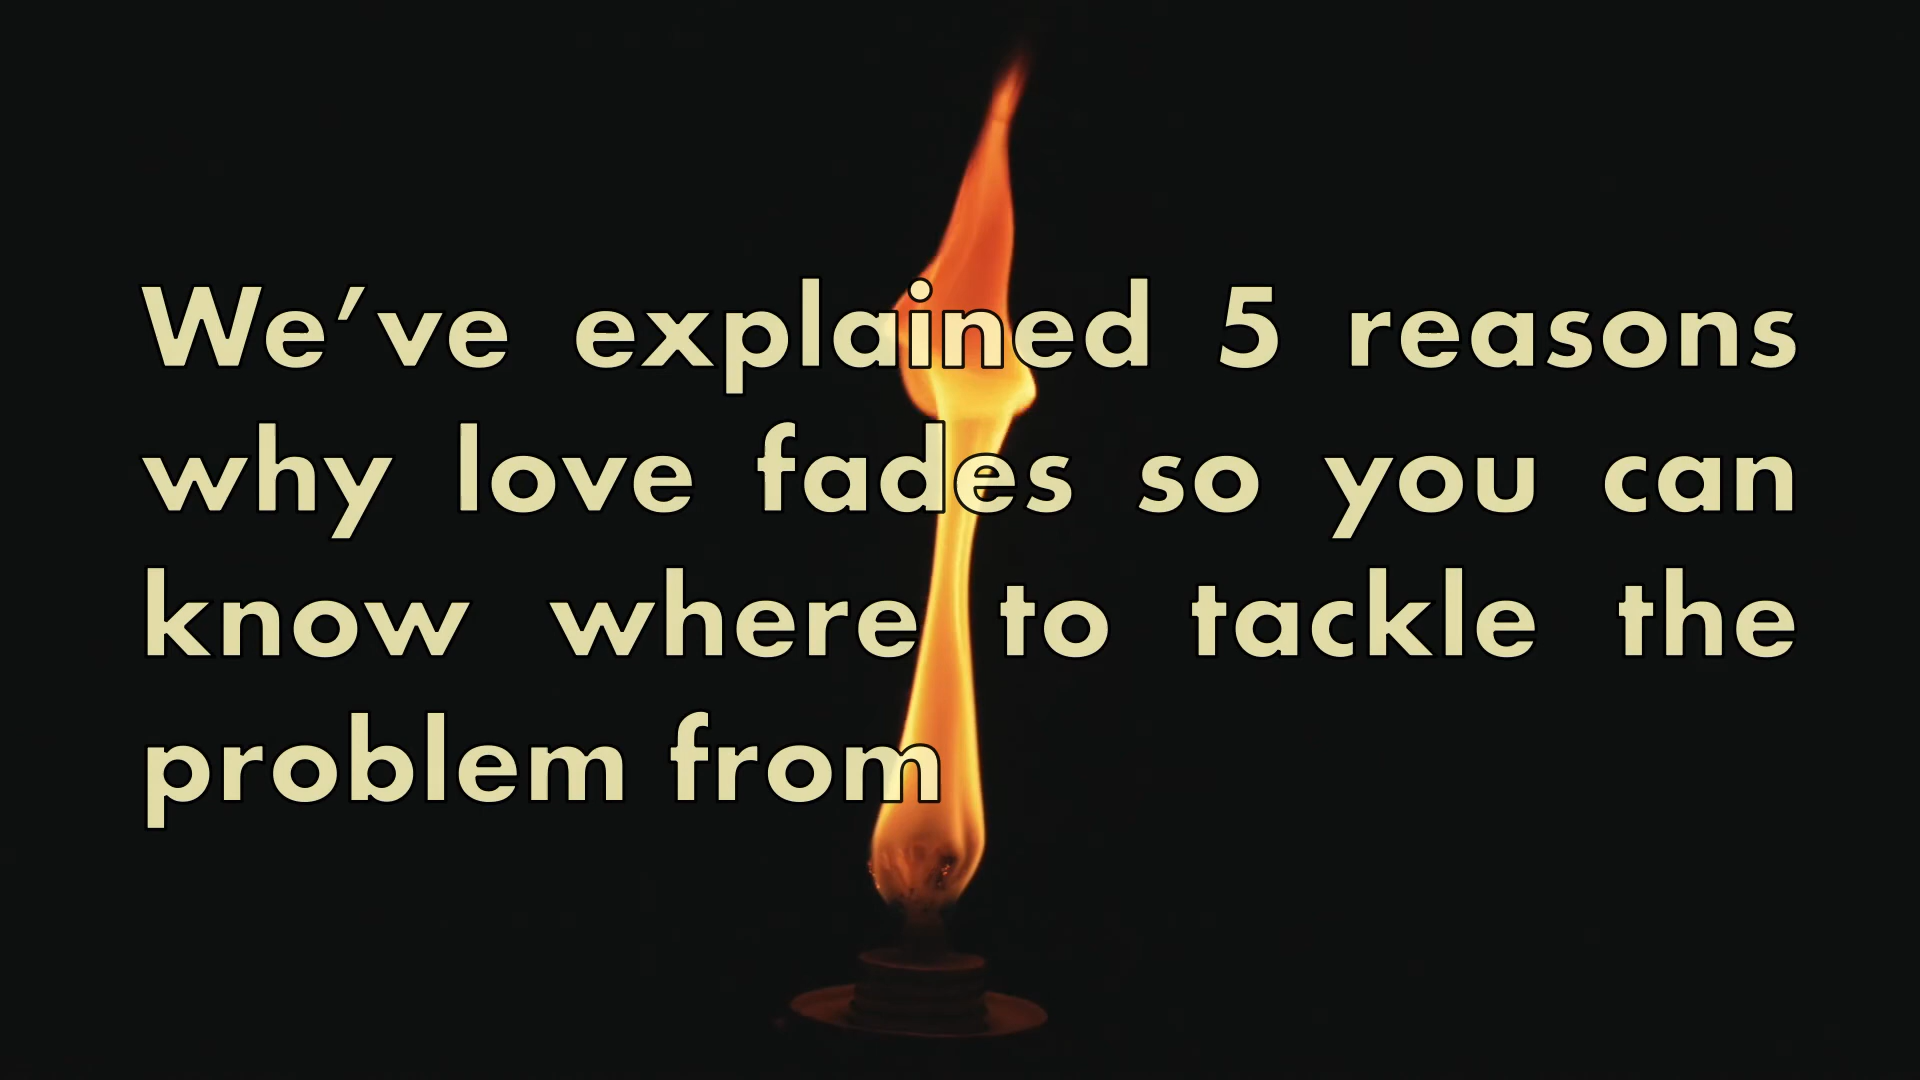 We’ve explained 5 reasons
why love fades so you can
know where to tackle the
problem from